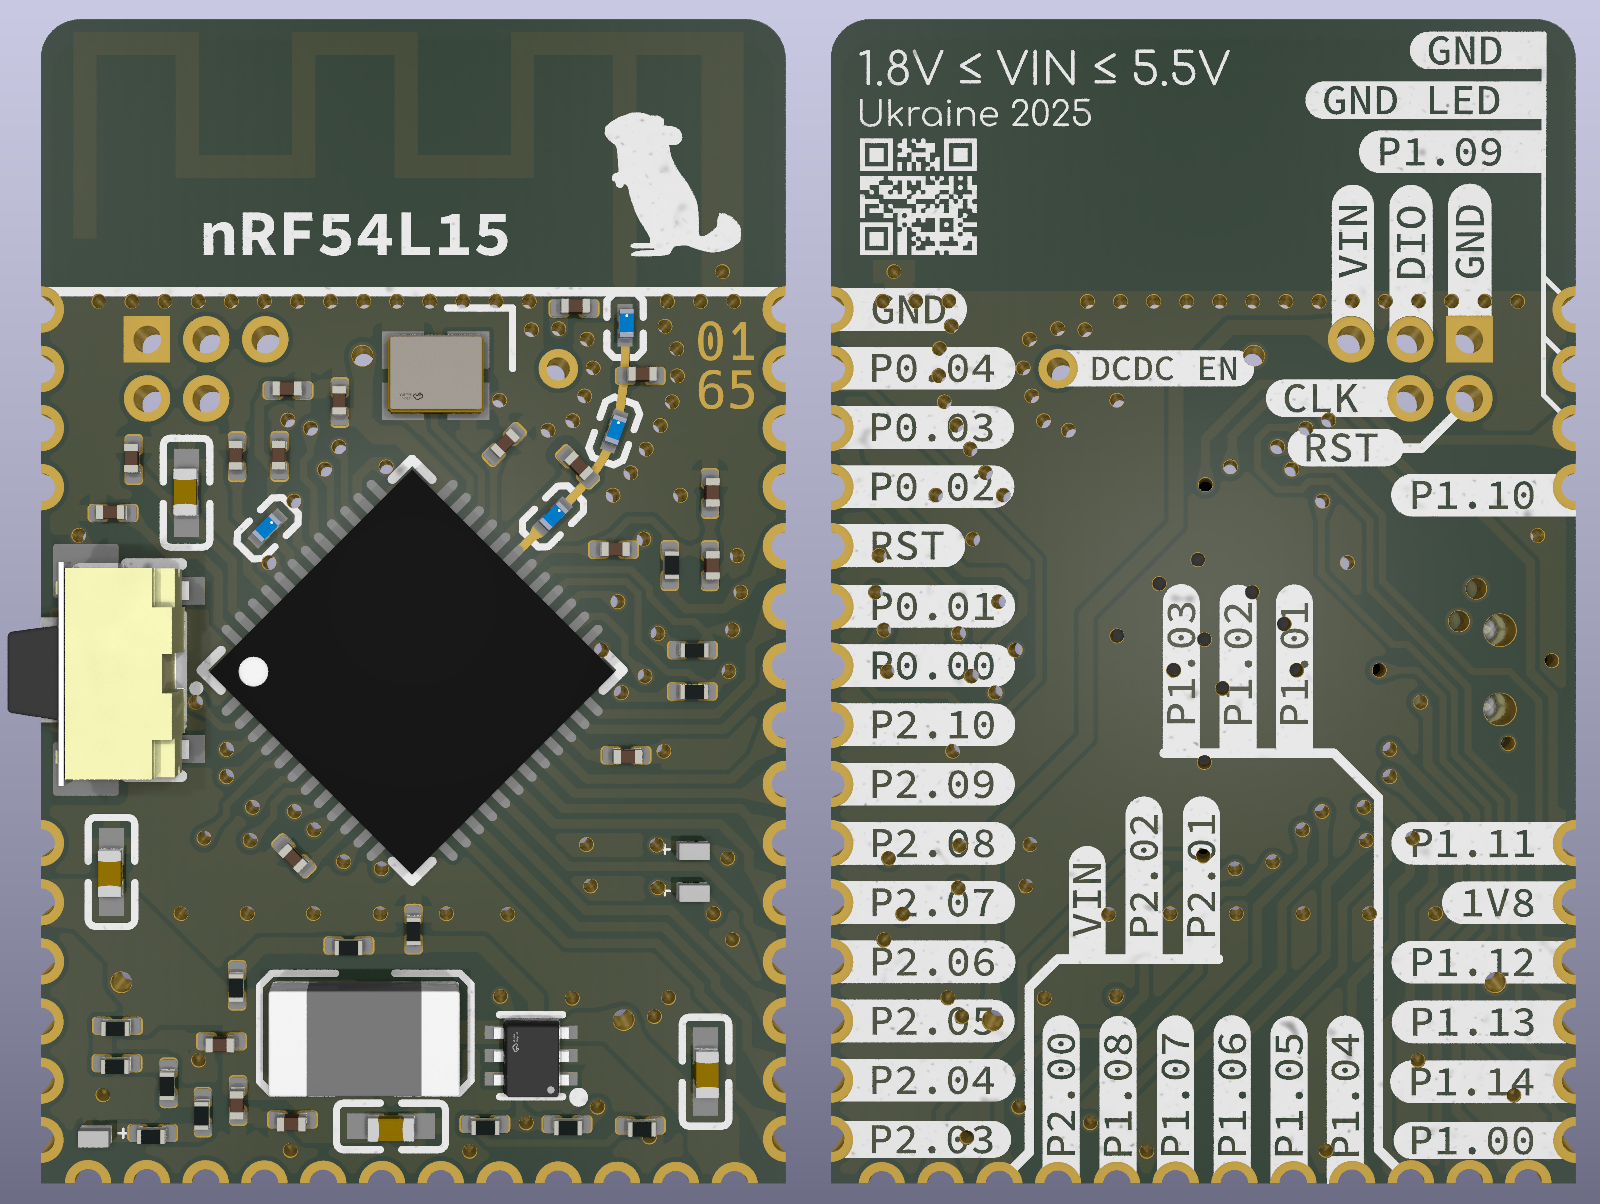 nRF54L15
01
65
1.8V ≤ VIN ≤ 5.5V
Ukraine 2025
GND
GND LED
P1.09
VIN
DIO
GND
GND
P0.04
DCDC EN
CLK
P0.03
RST
P0.02
P1.10
RST
P0.01
P1.03
P1.02
P1.01
P0.00
P2.10
P2.09
P2.08
P1.11
VIN
P2.02
P2.01
P2.07
1V8
P2.06
P1.12
P2.05
P1.13
P2.04
P1.14
P2.00
P1.08
P1.07
P1.06
P1.05
P1.04
P2.03
P1.00